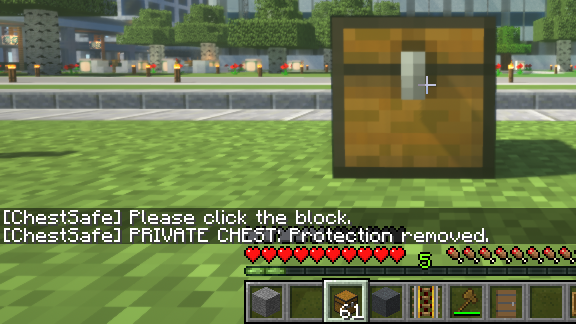 [ChestSafe] Please click the block.
[ChestSafe] PRIVATE CHEST: Protection removed.
5
61